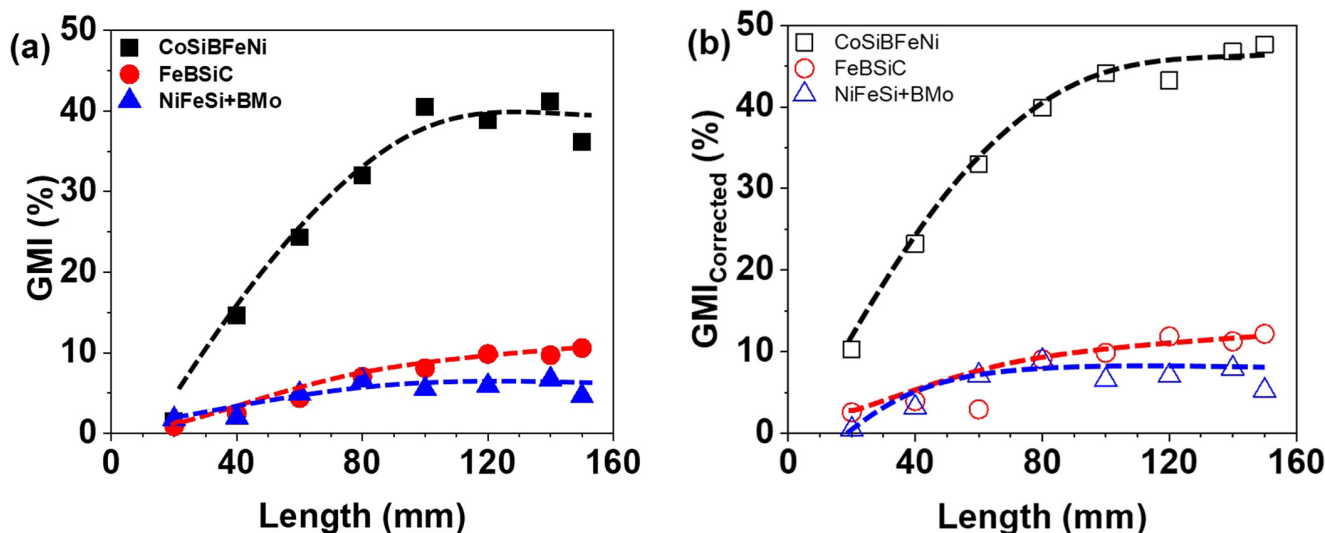 (a)
GMI (%)
50
40
30
20
10
0
CoSiBFeNi
FeBSiC
NiFeSi+BMo
0 40 80 120 160
Length (mm)
(b)
GMICorrected (%)
50
40
30
20
10
0
CoSiBFeNi
FeBSiC
NiFeSi+BMo
0 40 80 120 160
Length (mm)